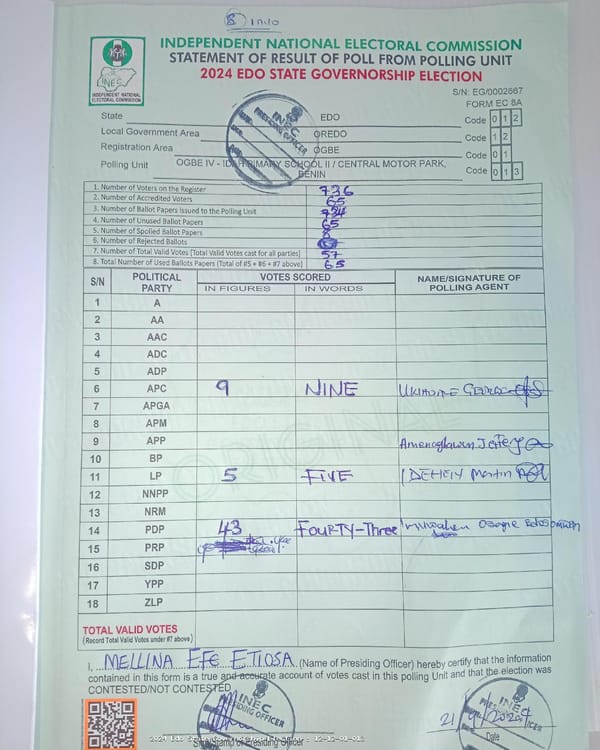 8 Info
INDEPENDENT NATIONAL ELECTORAL COMMISSION
STATEMENT OF RESULT OF POLL FROM POLLING UNIT
2024 EDO STATE GOVERNORSHIP ELECTION
INEC
INDEPENDENT NATIONAL ELECTORAL COMMISSION
S/N: EG/0002667
FORM EC 8A
State EDO Code 0 1 2
Local Government Area OREDO Code 1 2
Registration Area OGBE Code 0 1
Polling Unit OGBE IV - IDIA PRIMARY SCHOOL II / CENTRAL MOTOR PARK, BENIN Code 0 1 3
INEC
PRESIDING OFFICER
1. Number of Voters on the Register 736
2. Number of Accredited Voters 65
3. Number of Ballot Papers Issued to the Polling Unit 734
4. Number of Unused Ballot Papers 65
5. Number of Spoiled Ballot Papers 8
6. Number of Rejected Ballots
7. Number of Total Valid Votes (Total Valid Votes cast for all parties) 57
8. Total Number of Used Ballots Papers (Total of #5 + #6 + #7 above) 65
S/N POLITICAL PARTY VOTES SCORED NAME/SIGNATURE OF POLLING AGENT
IN FIGURES IN WORDS
1 A
2 AA
3 AAC
4 ADC
5 ADP
6 APC 9 NINE
7 APGA
8 APM
9 APP
10 BP
11 LP 5 FIVE Martin
12 NNPP
13 NRM
14 PDP 43 FOURTY-Three Osagie
15 PRP
16 SDP
17 YPP
18 ZLP
ORIGINAL
TOTAL VALID VOTES
(Record Total Valid Votes under #7 above)
I, MELLINA EFE ETIOSA (Name of Presiding Officer) hereby certify that the information
contained in this form is a true and accurate account of votes cast in this polling Unit and that the election was
CONTESTED/NOT CONTESTED
INEC
PRESIDING OFFICER
Sign/Stamp of Presiding Officer
21/9/2024
Date